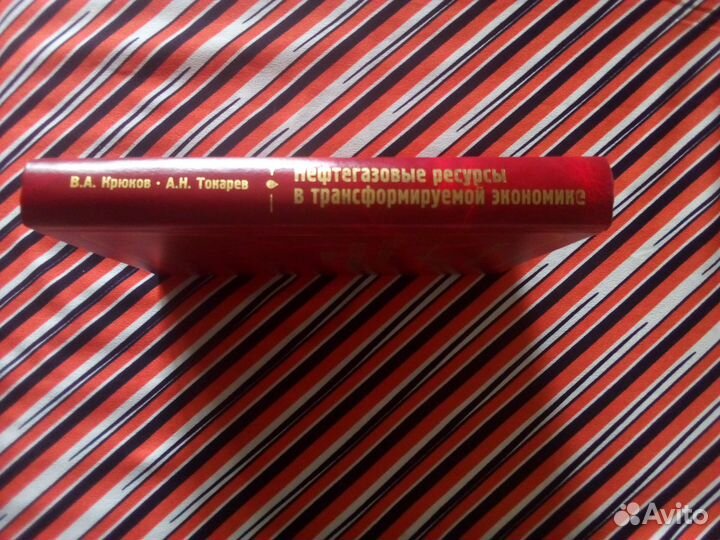 В.А. Крюков • А.Н. Токарев
Нефтегазовые ресурсы
в трансформируемой экономике
Avito